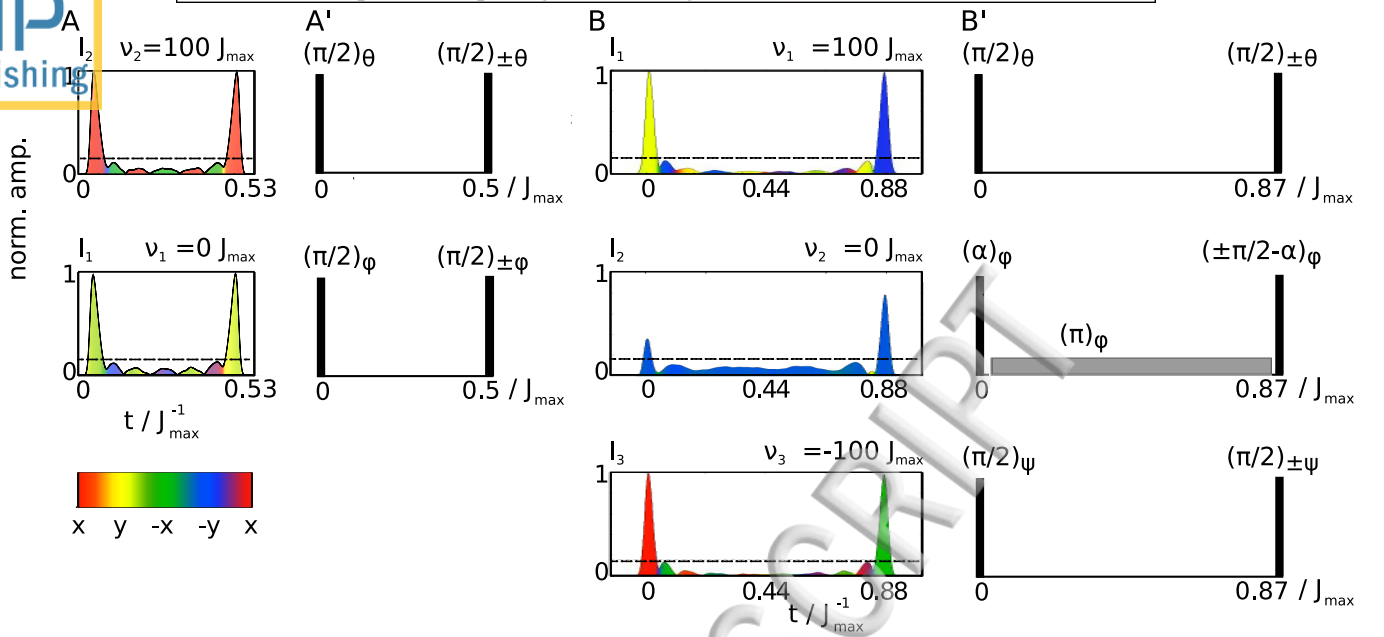 A
A'
B
B'
I2 ν2=100 Jmax
(π/2)θ (π/2)±θ
I1 ν1 =100 Jmax
(π/2)θ (π/2)±θ
ishing
norm. amp.
1
0
0 0.53
0 0.5 / Jmax
1
0
0 0.44 0.88
0 0.87 / Jmax
I1 ν1 =0 Jmax
(π/2)φ (π/2)±φ
I2 ν2 =0 Jmax
(α)φ (±π/2-α)φ
(π)φ
1
0
0 0.53
0 0.5 / Jmax
1
0
0 0.44 0.88
0 0.87 / Jmax
t / J-1max
I3 ν3 =-100 Jmax
(π/2)ψ (π/2)±ψ
1
0
0 0.44 0.88
0 0.87 / Jmax
t / J-1max
x y -x -y x
SCRIPT